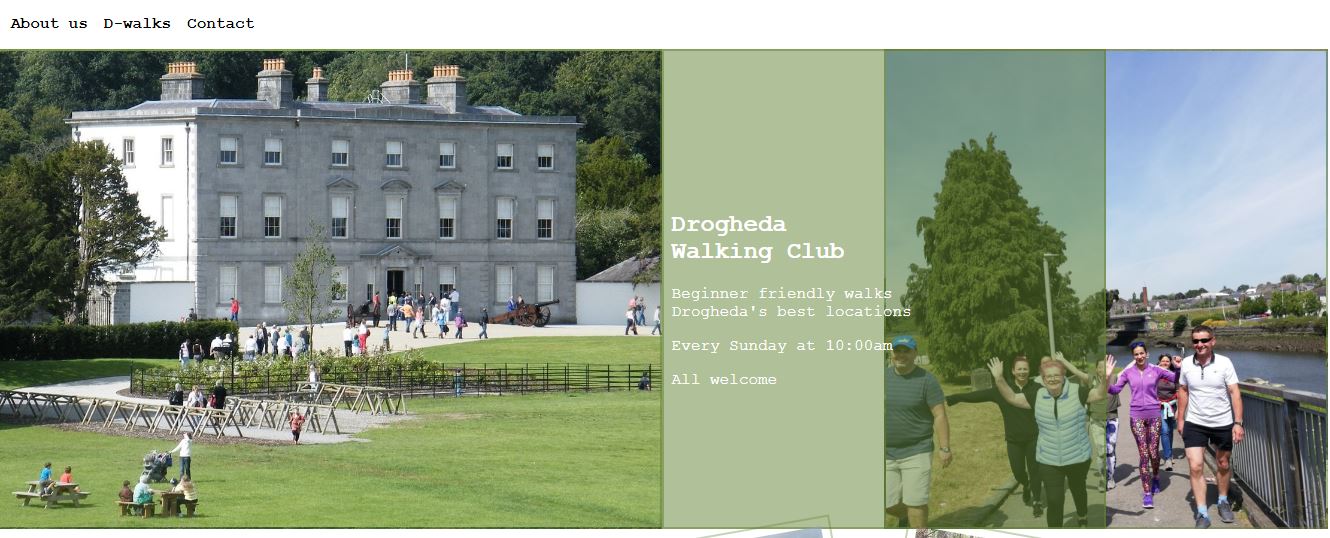 About us D-walks Contact
Drogheda
Walking Club
Beginner friendly walks
Drogheda's best locations
Every Sunday at 10:00am
All welcome